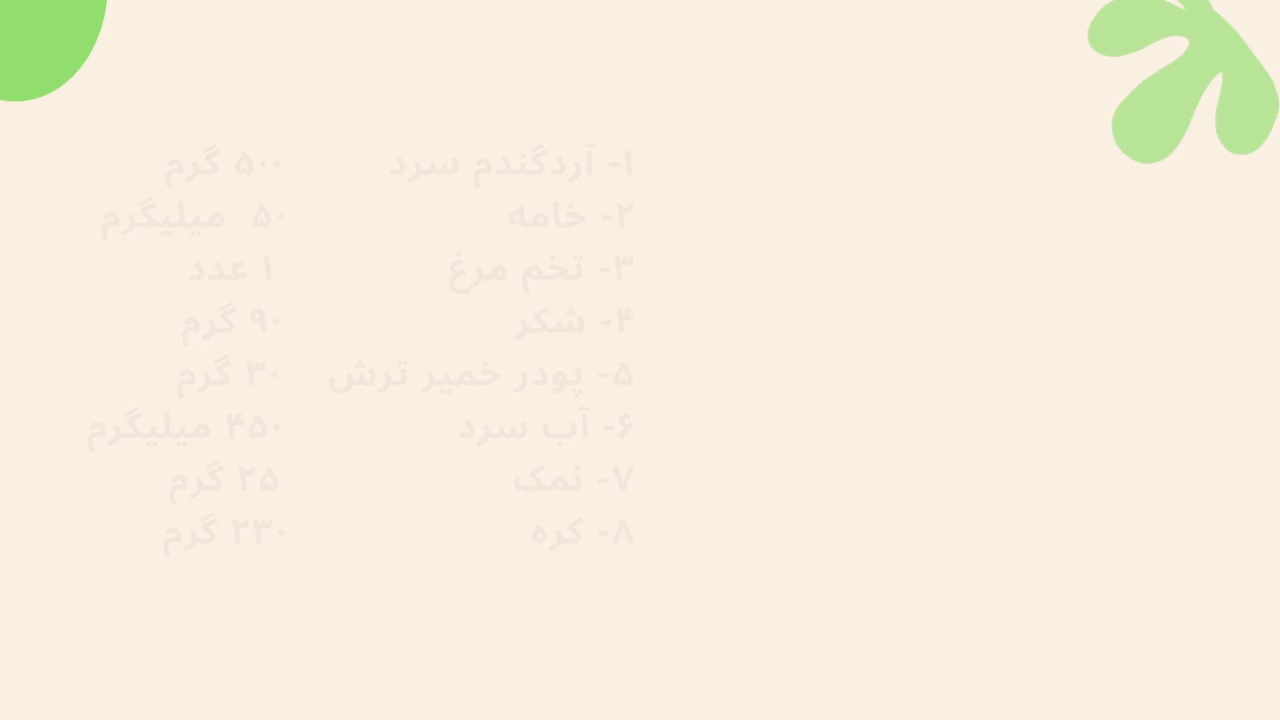 ۱- آردگندم سرد ۵۰۰ گرم
۲- خامه ۵۰ میلیگرم
۳- تخم مرغ ۱ عدد
۴- شکر ۹۰ گرم
۵- پودر خمیر ترش ۳۰ گرم
۶- آب سرد ۴۵۰ میلیگرم
۷- نمک ۲۵ گرم
۸- کره ۲۳۰ گرم